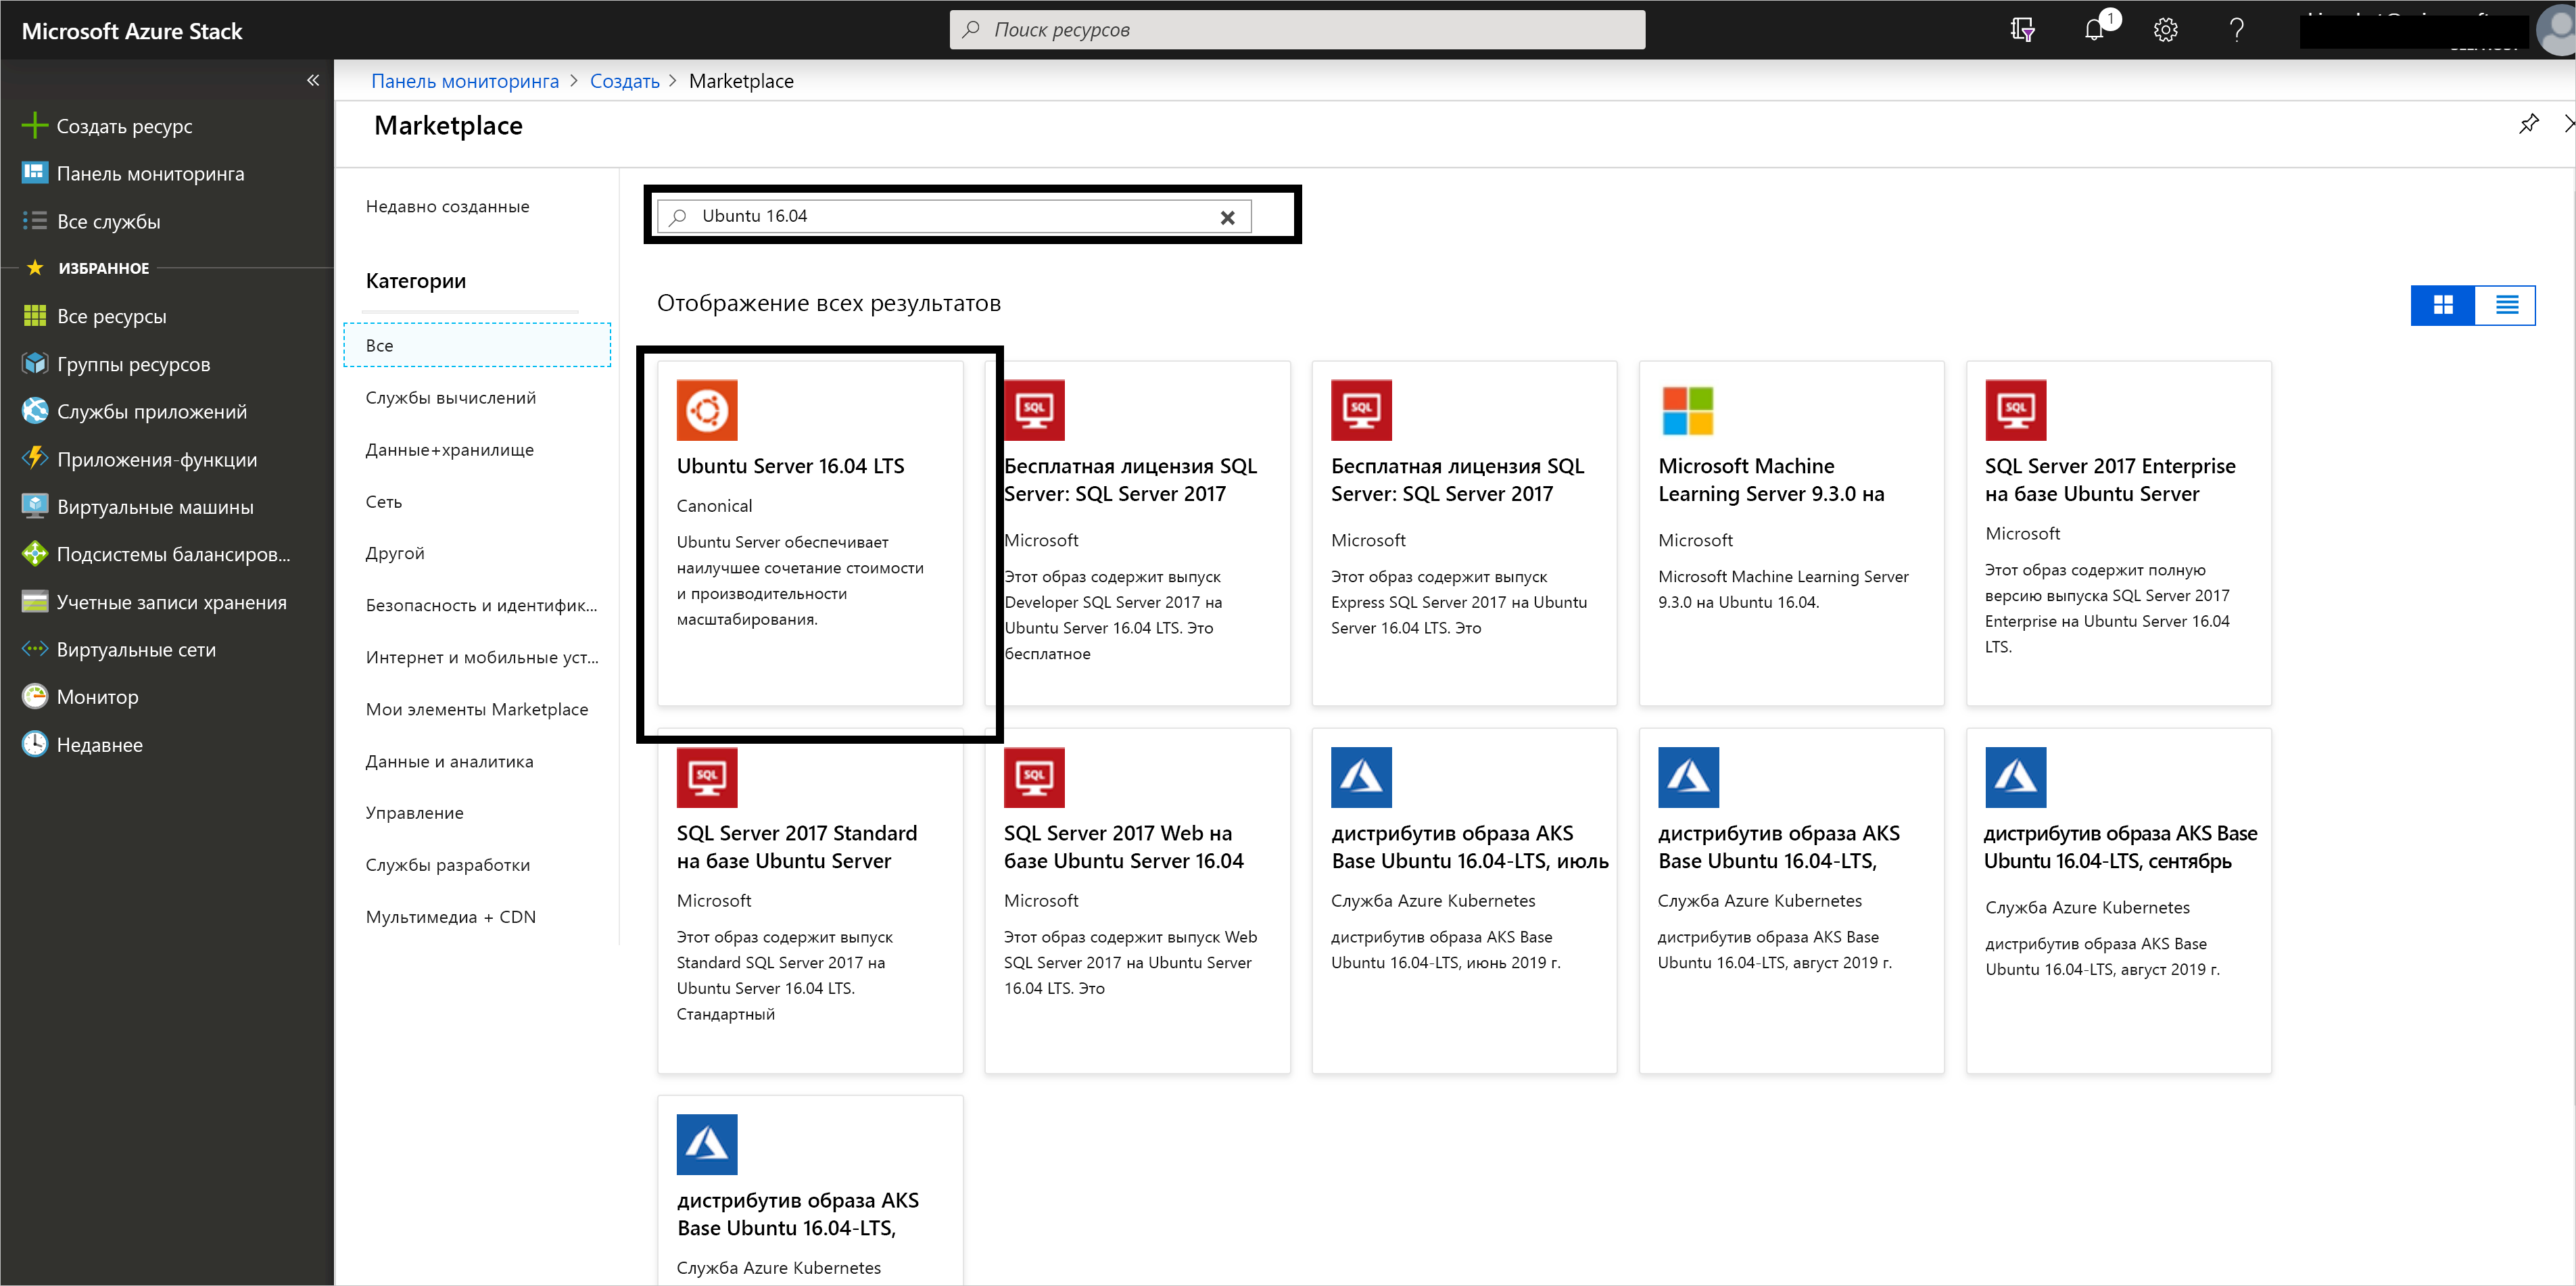 Microsoft Azure Stack
Поиск ресурсов
1
Создать ресурс
Панель мониторинга
Все службы
ИЗБРАННОЕ
Все ресурсы
Группы ресурсов
Службы приложений
Приложения-функции
Виртуальные машины
Подсистемы балансиров...
Учетные записи хранения
Виртуальные сети
Монитор
Недавнее
Панель мониторинга > Создать > Marketplace
Marketplace
Недавно созданные
Категории
Все
Службы вычислений
Данные+хранилище
Сеть
Другой
Безопасность и идентифик...
Интернет и мобильные уст...
Мои элементы Marketplace
Данные и аналитика
Управление
Службы разработки
Мультимедиа + CDN
Ubuntu 16.04
Отображение всех результатов
SQL
SQL
SQL
Ubuntu Server 16.04 LTS
Canonical
Ubuntu Server обеспечивает
наилучшее сочетание стоимости
и производительности
масштабирования.
Бесплатная лицензия SQL
Server: SQL Server 2017
Microsoft
Этот образ содержит выпуск
Developer SQL Server 2017 на
Ubuntu Server 16.04 LTS. Это
бесплатное
Бесплатная лицензия SQL
Server: SQL Server 2017
Microsoft
Этот образ содержит выпуск
Express SQL Server 2017 на Ubuntu
Server 16.04 LTS. Это
Microsoft Machine
Learning Server 9.3.0 на
Microsoft
Microsoft Machine Learning Server
9.3.0 на Ubuntu 16.04.
SQL Server 2017 Enterprise
на базе Ubuntu Server
Microsoft
Этот образ содержит полную
версию выпуска SQL Server 2017
Enterprise на Ubuntu Server 16.04
LTS.
SQL
SQL
SQL Server 2017 Standard
на базе Ubuntu Server
Microsoft
Этот образ содержит выпуск
Standard SQL Server 2017 на
Ubuntu Server 16.04 LTS.
Стандартный
SQL Server 2017 Web на
базе Ubuntu Server 16.04
Microsoft
Этот образ содержит выпуск Web
SQL Server 2017 на Ubuntu Server
16.04 LTS. Это
дистрибутив образа AKS
Base Ubuntu 16.04-LTS, июль
Служба Azure Kubernetes
дистрибутив образа AKS Base
Ubuntu 16.04-LTS, июнь 2019 г.
дистрибутив образа AKS
Base Ubuntu 16.04-LTS,
Служба Azure Kubernetes
дистрибутив образа AKS Base
Ubuntu 16.04-LTS, август 2019 г.
дистрибутив образа AKS Base
Ubuntu 16.04-LTS, сентябрь
Служба Azure Kubernetes
дистрибутив образа AKS Base
Ubuntu 16.04-LTS, август 2019 г.
дистрибутив образа AKS
Base Ubuntu 16.04-LTS,
Служба Azure Kubernetes